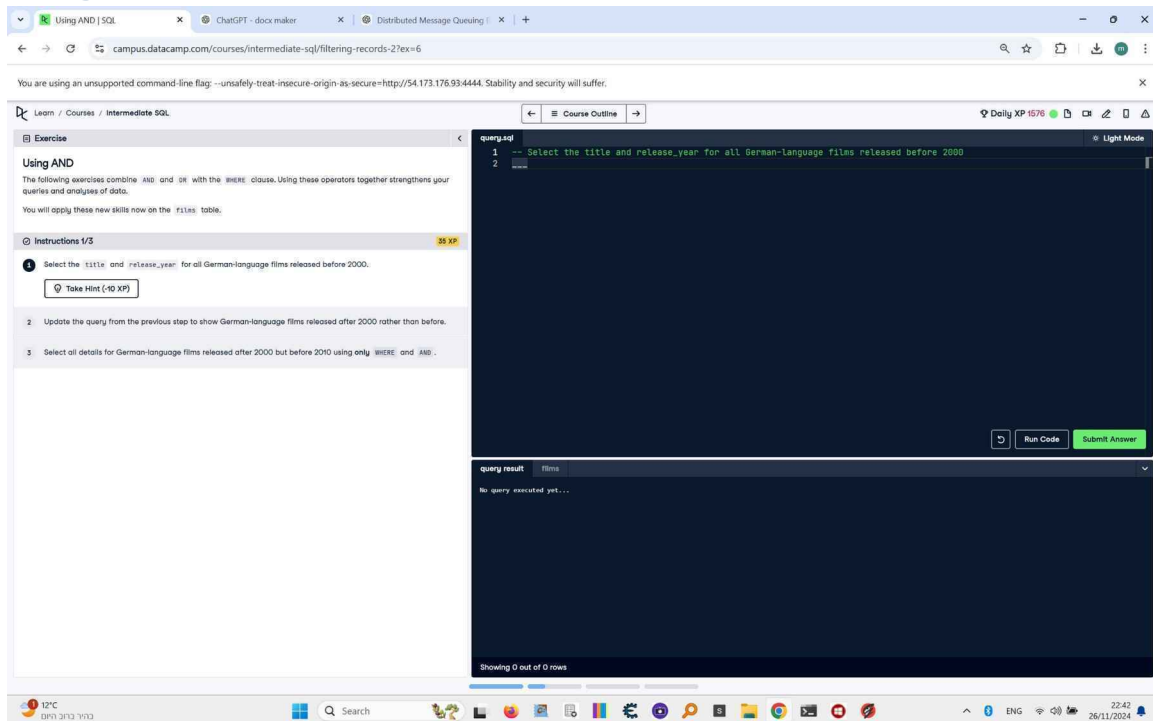 Using AND | SQL
ChatGPT - docx maker
Distributed Message Queuing
campus.datacamp.com/courses/intermediate-sql/filtering-records-2?ex=6
m
You are using an unsupported command-line flag: --unsafely-treat-insecure-origin-as-secure=http://54.173.176.93:4444. Stability and security will suffer.
Learn / Courses / Intermediate SQL
Course Outline
Daily XP 1576
Exercise
Using AND
The following exercises combine AND and OR with the WHERE clause. Using these operators together strengthens your
queries and analyses of data.
You will apply these new skills now on the films table.
Instructions 1/3
35 XP
1 Select the title and release_year for all German-language films released before 2000.
Take Hint (-10 XP)
2 Update the query from the previous step to show German-language films released after 2000 rather than before.
3 Select all details for German-language films released after 2000 but before 2010 using only WHERE and AND.
query.sql
Light Mode
1 -- Select the title and release_year for all German-language films released before 2000
2 ___
Run Code
Submit Answer
query result
films
No query executed yet...
Showing 0 out of 0 rows
1
12°C
מעונן ברוב היום
Search
S
ENG
22:42
26/11/2024